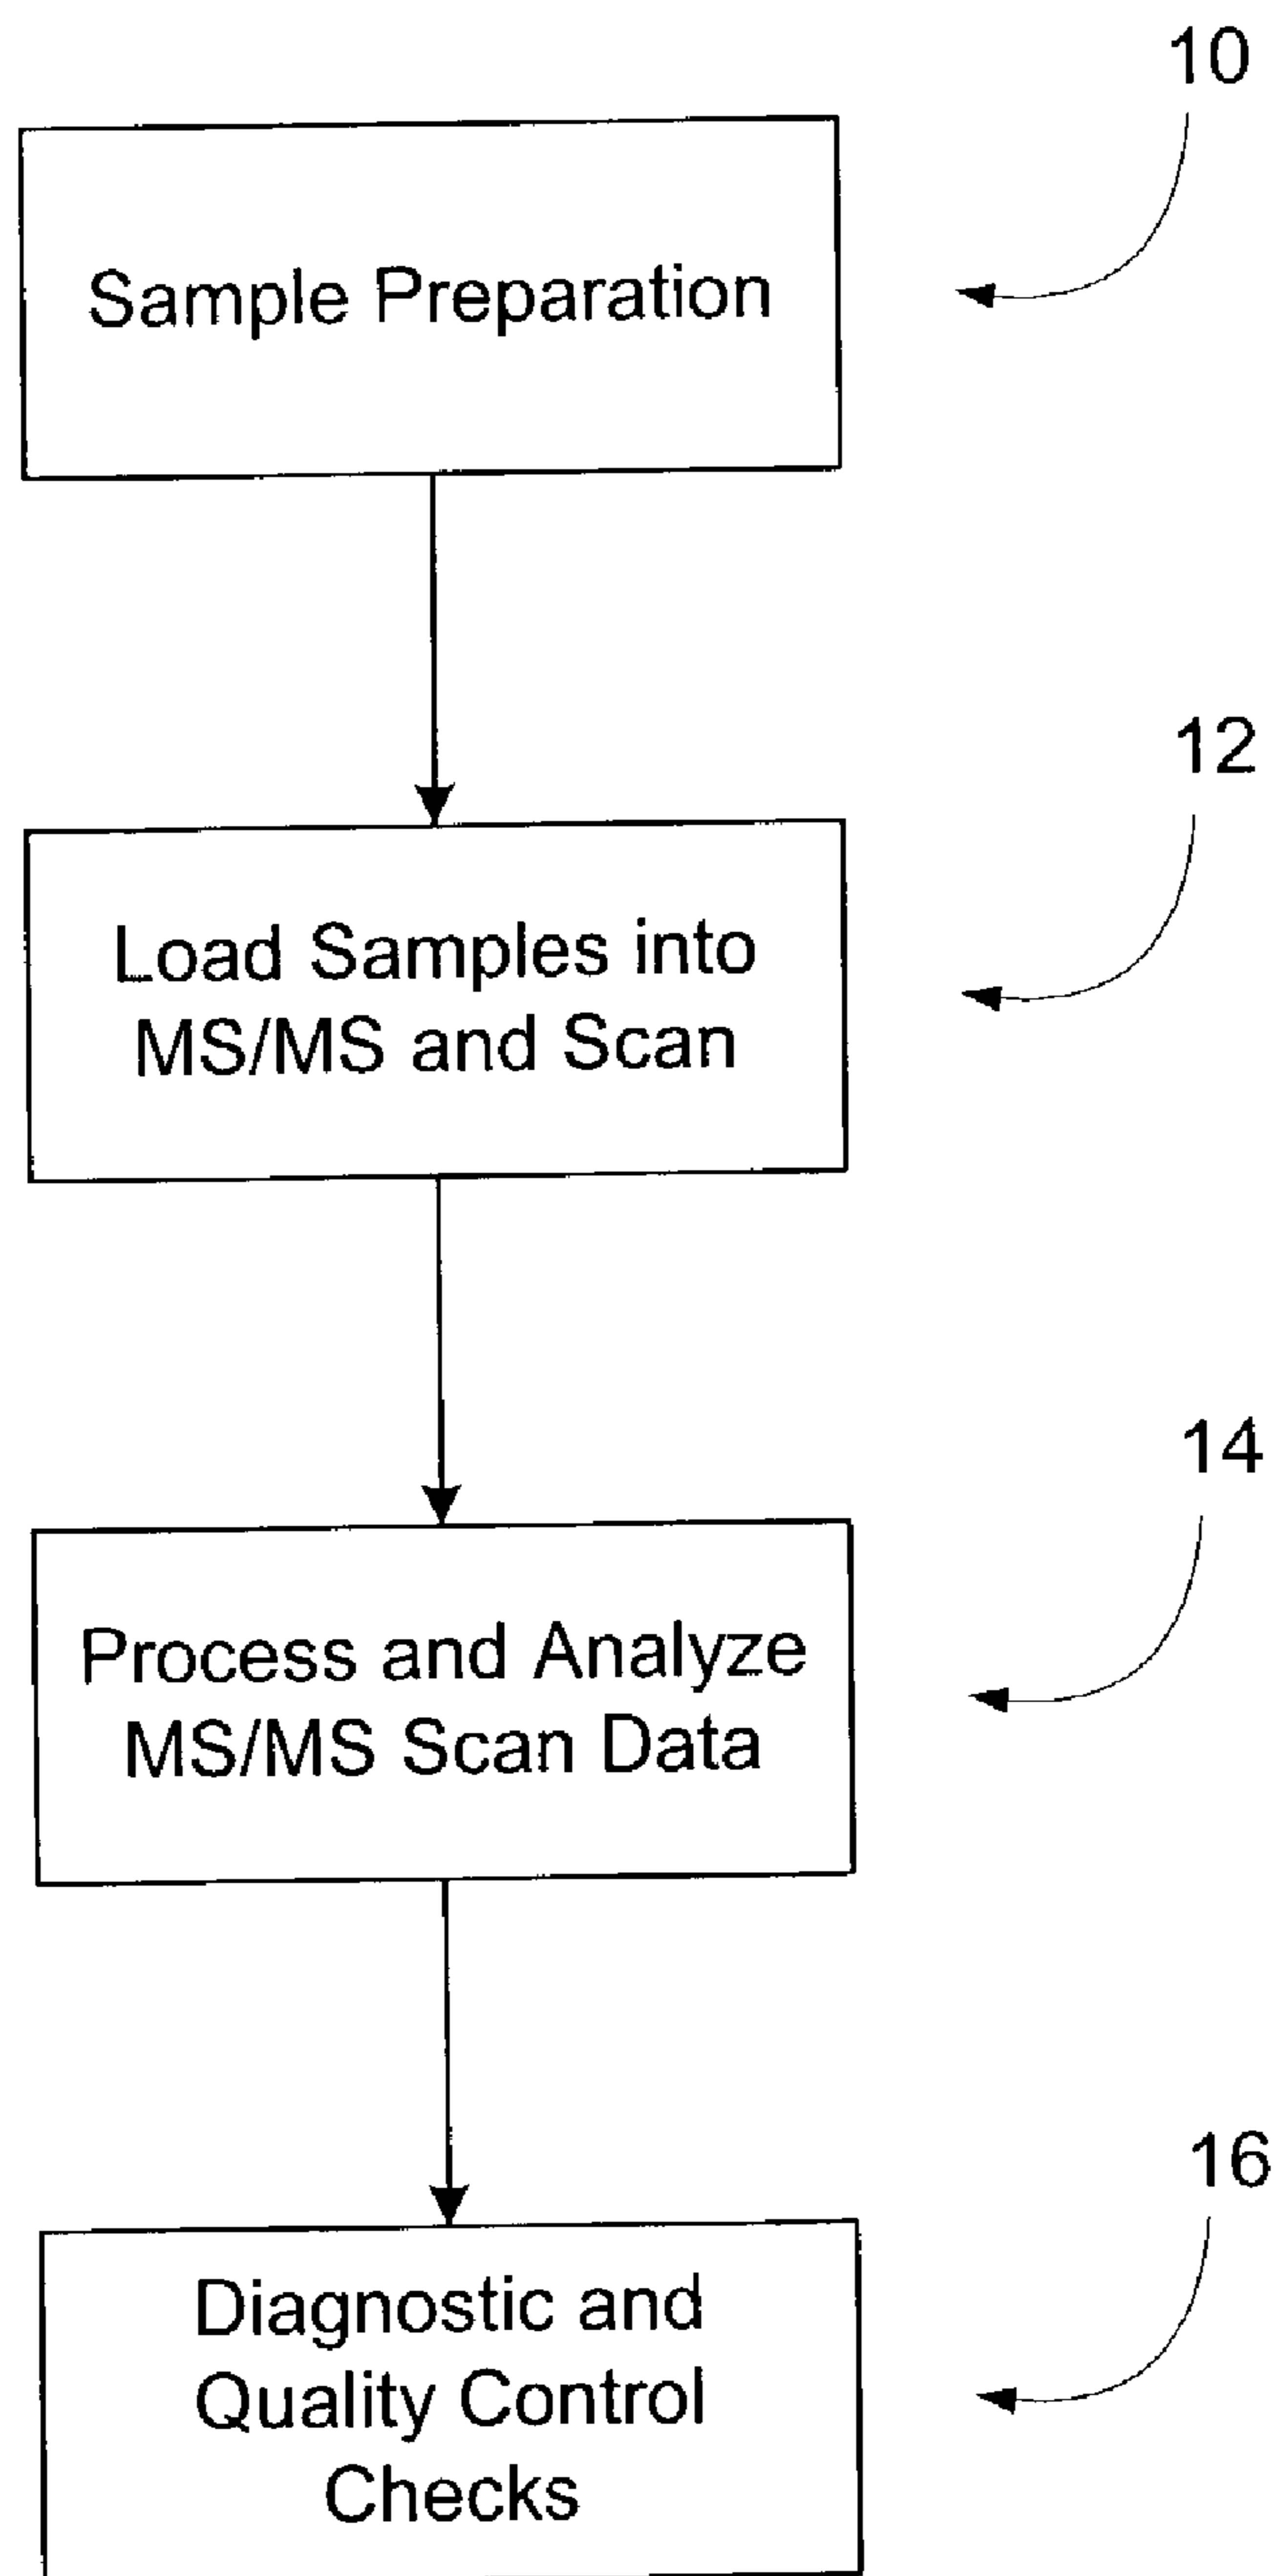 10
Sample Preparation
12
Load Samples into
MS/MS and Scan
14
Process and Analyze
MS/MS Scan Data
16
Diagnostic and
Quality Control
Checks